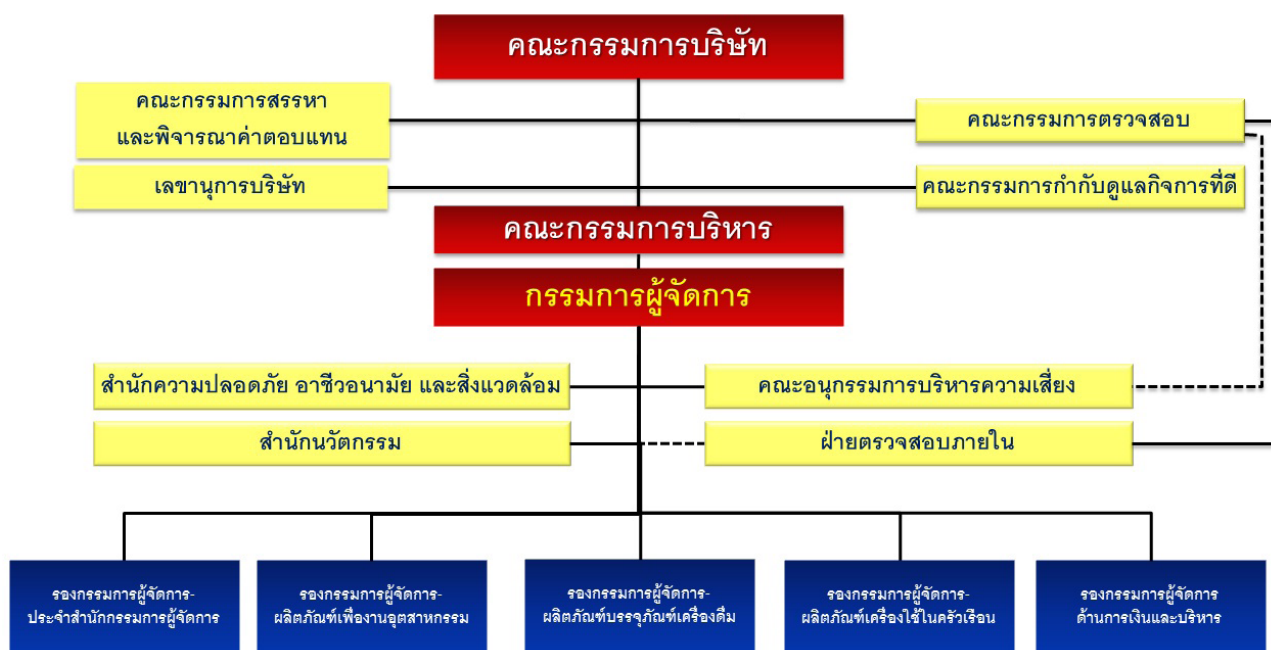 คณะกรรมการบริษัท
คณะกรรมการสรรหา
และพิจารณาค่าตอบแทน
คณะกรรมการตรวจสอบ
เลขานุการบริษัท
คณะกรรมการกำกับดูแลกิจการที่ดี
คณะกรรมการบริหาร
กรรมการผู้จัดการ
สำนักความปลอดภัย อาชีวอนามัย และสิ่งแวดล้อม
คณะอนุกรรมการบริหารความเสี่ยง
สำนักนวัตกรรม
ฝ่ายตรวจสอบภายใน
รองกรรมการผู้จัดการ-
ประจำสำนักกรรมการผู้จัดการ
รองกรรมการผู้จัดการ-
ผลิตภัณฑ์เพื่องานอุตสาหกรรม
รองกรรมการผู้จัดการ-
ผลิตภัณฑ์บรรจุภัณฑ์เครื่องดื่ม
รองกรรมการผู้จัดการ-
ผลิตภัณฑ์เครื่องใช้ในครัวเรือน
รองกรรมการผู้จัดการ
ด้านการเงินและบริหาร